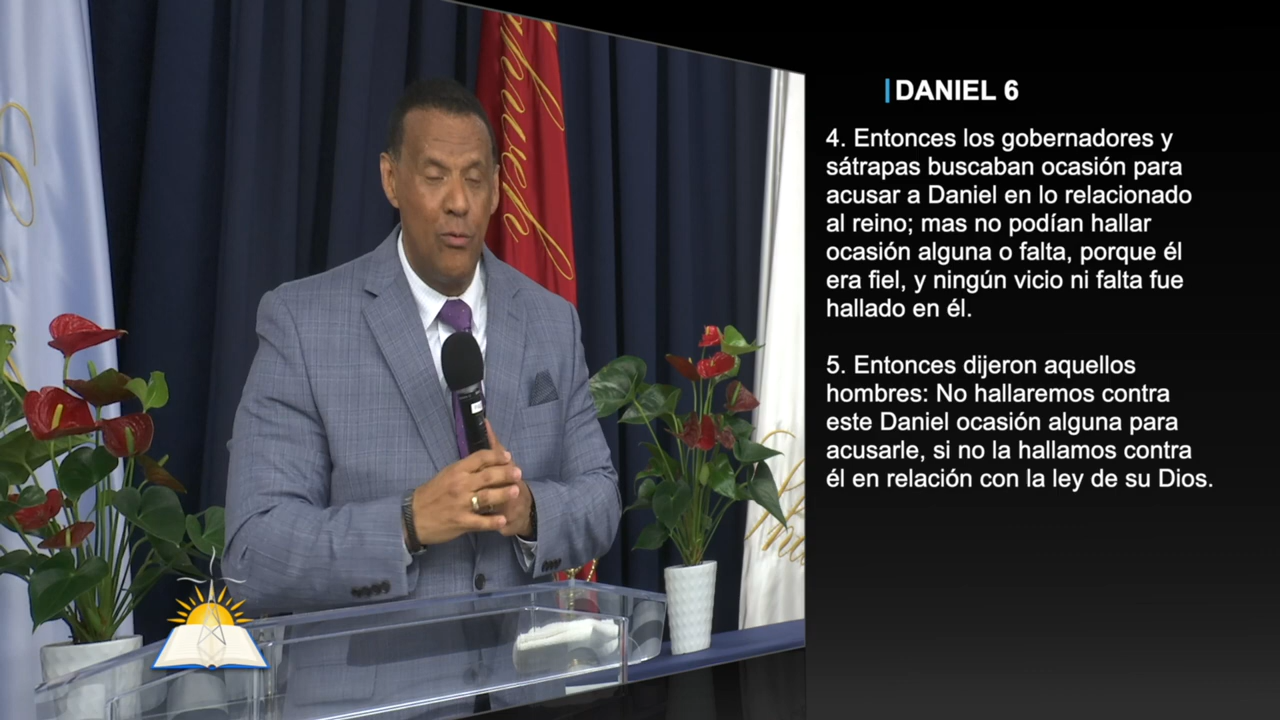 DANIEL 6
4. Entonces los gobernadores y
sátrapas buscaban ocasión para
acusar a Daniel en lo relacionado
al reino; mas no podían hallar
ocasión alguna o falta, porque él
era fiel, y ningún vicio ni falta fue
hallado en él.
5. Entonces dijeron aquellos
hombres: No hallaremos contra
este Daniel ocasión alguna para
acusarle, si no la hallamos contra
él en relación con la ley de su Dios.